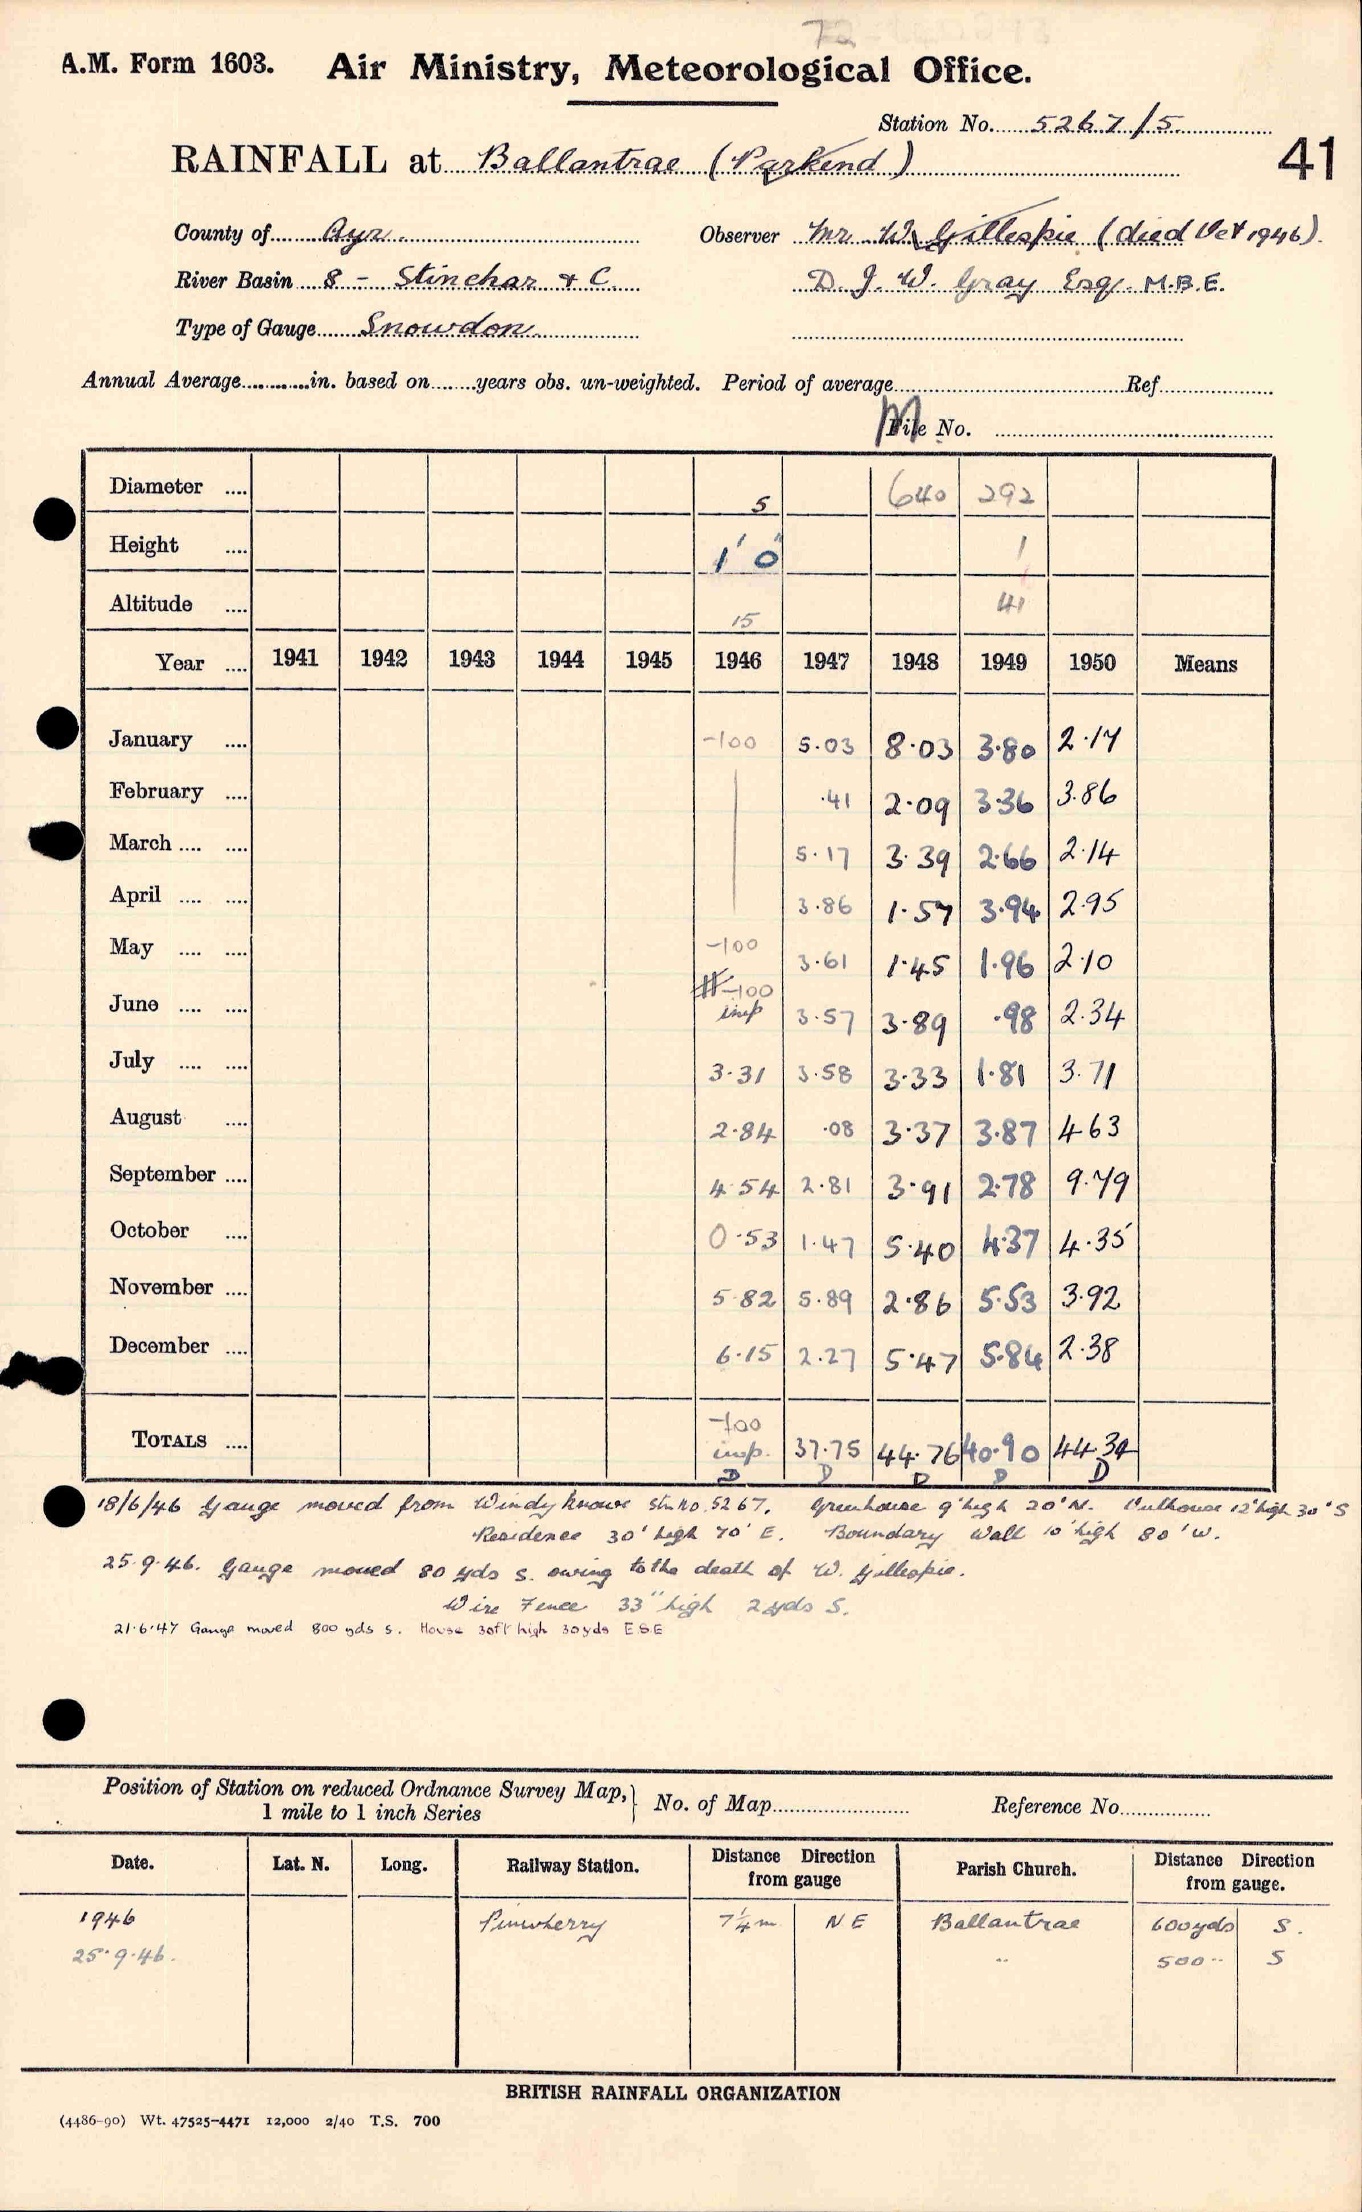 A.M. Form 1603. Air Ministry, Meteorological Office.
Station No. 5267/5.
41
RAINFALL at Ballantrae (Parkend)
County of Ayr. Observer Mr W. Gillespie (died Oct 1946).
River Basin 8 - Stinchar & C. D. J. W. Gray Esq. M.B.E.
Type of Gauge Snowdon
Annual Average............in. based on........years obs. un-weighted. Period of average........ Ref........
M
File No. ........
Diameter .... 5 640 292
Height .... 1' 0" 1
Altitude .... 15 41
Year .... 1941 1942 1943 1944 1945 1946 1947 1948 1949 1950 Means
January .... -100 5.03 8.03 3.80 2.17
February .... .41 2.09 3.36 3.86
March .... .... 5.17 3.39 2.66 2.14
April .... .... 3.86 1.57 3.94 2.95
May .... .... -100 3.61 1.45 1.96 2.10
June .... .... -100 imp 3.57 3.89 .98 2.34
July .... .... 3.31 3.58 3.33 1.81 3.71
August .... 2.84 .08 3.37 3.87 4.63
September .... 4.54 2.81 3.91 2.78 9.79
October .... 0.53 1.47 5.40 4.37 4.35
November .... 5.82 5.89 2.86 5.53 3.92
December .... 6.15 2.27 5.47 5.84 2.38
TOTALS .... -100 imp. 37.75 44.76 40.90 44.34
D D D D D
18/6/46 Gauge moved from Windy Knowe Stn no. 5267. Greenhouse 9' high 20' N. Outhouse 12' high 30' S
Residence 30' high 70' E. Boundary Wall 10' high 80' W.
25.9.46. Gauge moved 80 yds S. owing to the death of W. Gillespie.
Wire Fence 33" high 2 yds S.
21.6.47 Gauge moved 800 yds S. House 30ft high 30 yds ESE
Position of Station on reduced Ordnance Survey Map, 1 mile to 1 inch Series } No. of Map........ Reference No........
Date. Lat. N. Long. Railway Station. Distance Direction from gauge Parish Church. Distance Direction from gauge.
1946 Pinwherry 7¼ m NE Ballantrae 600 yds S.
25.9.46. " 500 " S
BRITISH RAINFALL ORGANIZATION
(4486-90) Wt. 47525-4471 12,000 2/40 T.S. 700